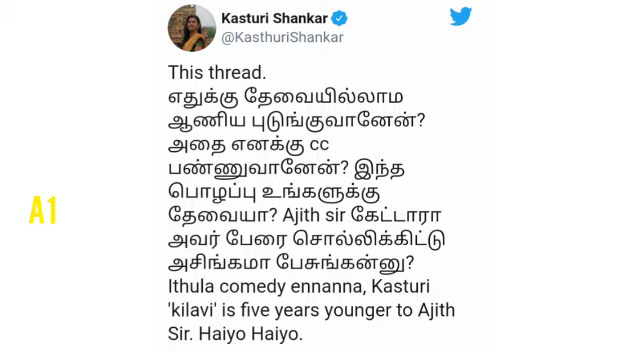 Kasturi Shankar
@KasthuriShankar
This thread.
எதுக்கு தேவையில்லாம
ஆணிய புடுங்குவானேன்?
அதை எனக்கு cc
பண்ணுவானேன்? இந்த
பொழப்பு உங்களுக்கு
தேவையா? Ajith sir கேட்டாரா
அவர் பேரை சொல்லிக்கிட்டு
அசிங்கமா பேசுங்கன்னு?
Ithula comedy ennanna, Kasturi
'kilavi' is five years younger to Ajith
Sir. Haiyo Haiyo.
A1